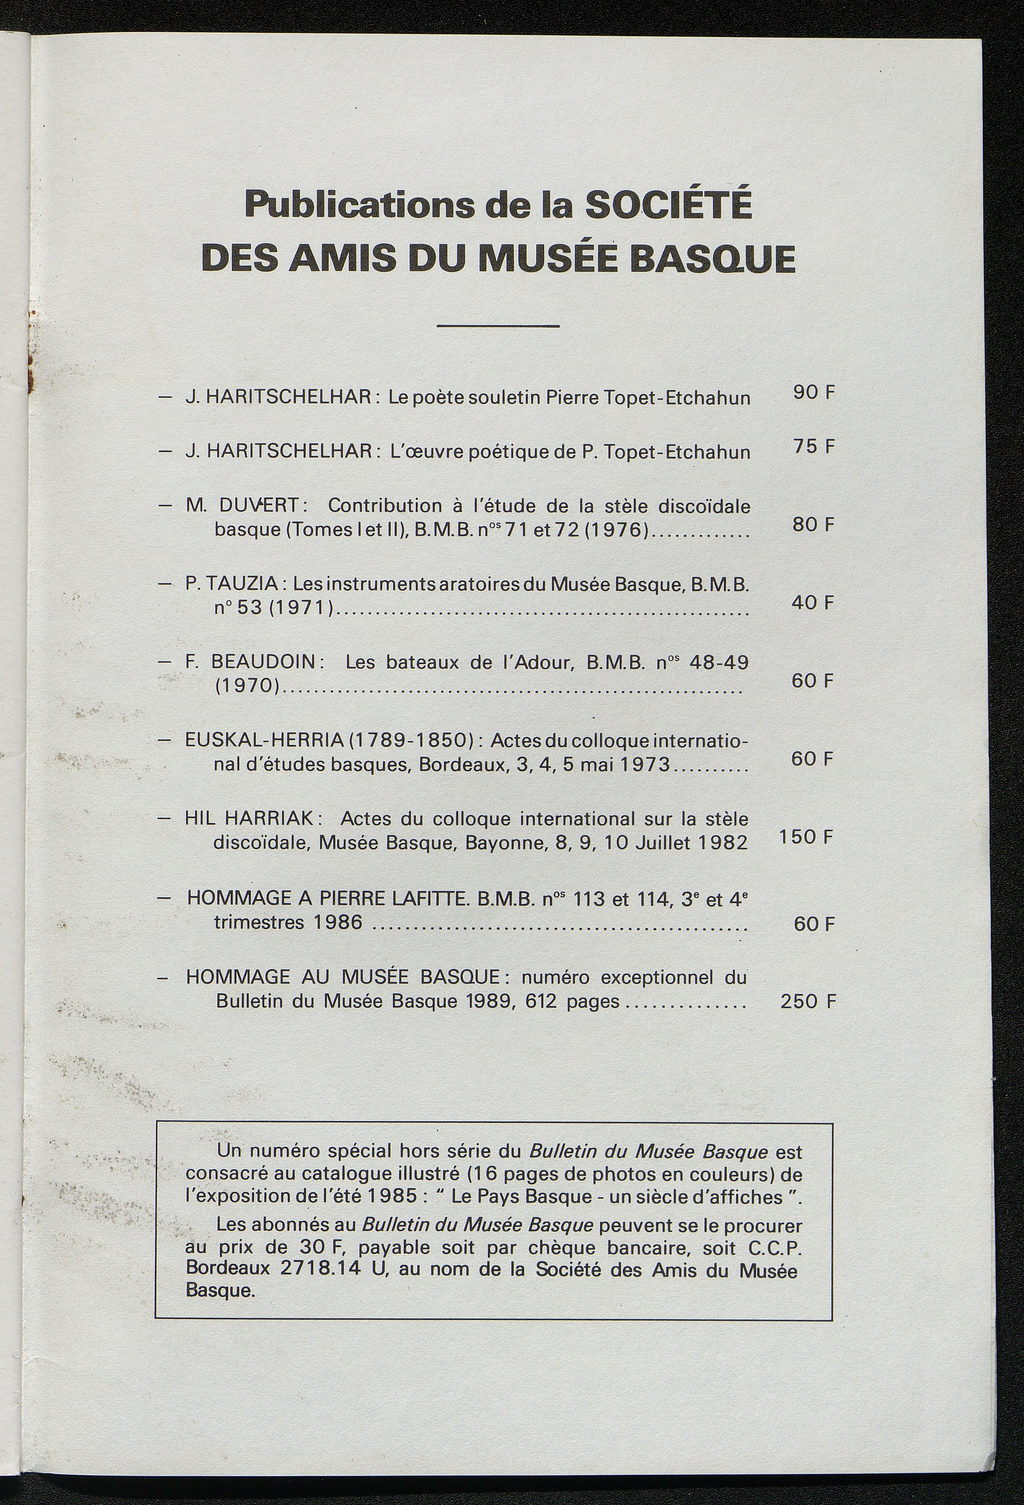 Publications de la SOCIÉTÉ
DES AMIS DU MUSÉE BASQUE
— J. HARITSCHELHAR : Le poète souletin Pierre Topet-Etchahun 90 F
— J. HARITSCHELHAR : L'œuvre poétique de P. Topet-Etchahun 75 F
— M. DUVERT : Contribution à l'étude de la stèle discoïdale
basque (Tomes I et II), B.M.B. nos 71 et 72 (1976)............. 80 F
— P. TAUZIA : Les instruments aratoires du Musée Basque, B.M.B.
n° 53 (1971)..................................................... 40 F
— F. BEAUDOIN : Les bateaux de l'Adour, B.M.B. nos 48-49
(1970)........................................................... 60 F
— EUSKAL-HERRIA (1789-1850) : Actes du colloque internatio-
nal d'études basques, Bordeaux, 3, 4, 5 mai 1973.......... 60 F
— HIL HARRIAK : Actes du colloque international sur la stèle
discoïdale, Musée Basque, Bayonne, 8, 9, 10 Juillet 1982 150 F
— HOMMAGE A PIERRE LAFITTE. B.M.B. nos 113 et 114, 3e et 4e
trimestres 1986 .............................................. 60 F
— HOMMAGE AU MUSÉE BASQUE : numéro exceptionnel du
Bulletin du Musée Basque 1989, 612 pages .............. 250 F
Un numéro spécial hors série du Bulletin du Musée Basque est
consacré au catalogue illustré (16 pages de photos en couleurs) de
l'exposition de l'été 1985 : " Le Pays Basque - un siècle d'affiches ".
Les abonnés au Bulletin du Musée Basque peuvent se le procurer
au prix de 30 F, payable soit par chèque bancaire, soit C.C.P.
Bordeaux 2718.14 U, au nom de la Société des Amis du Musée
Basque.